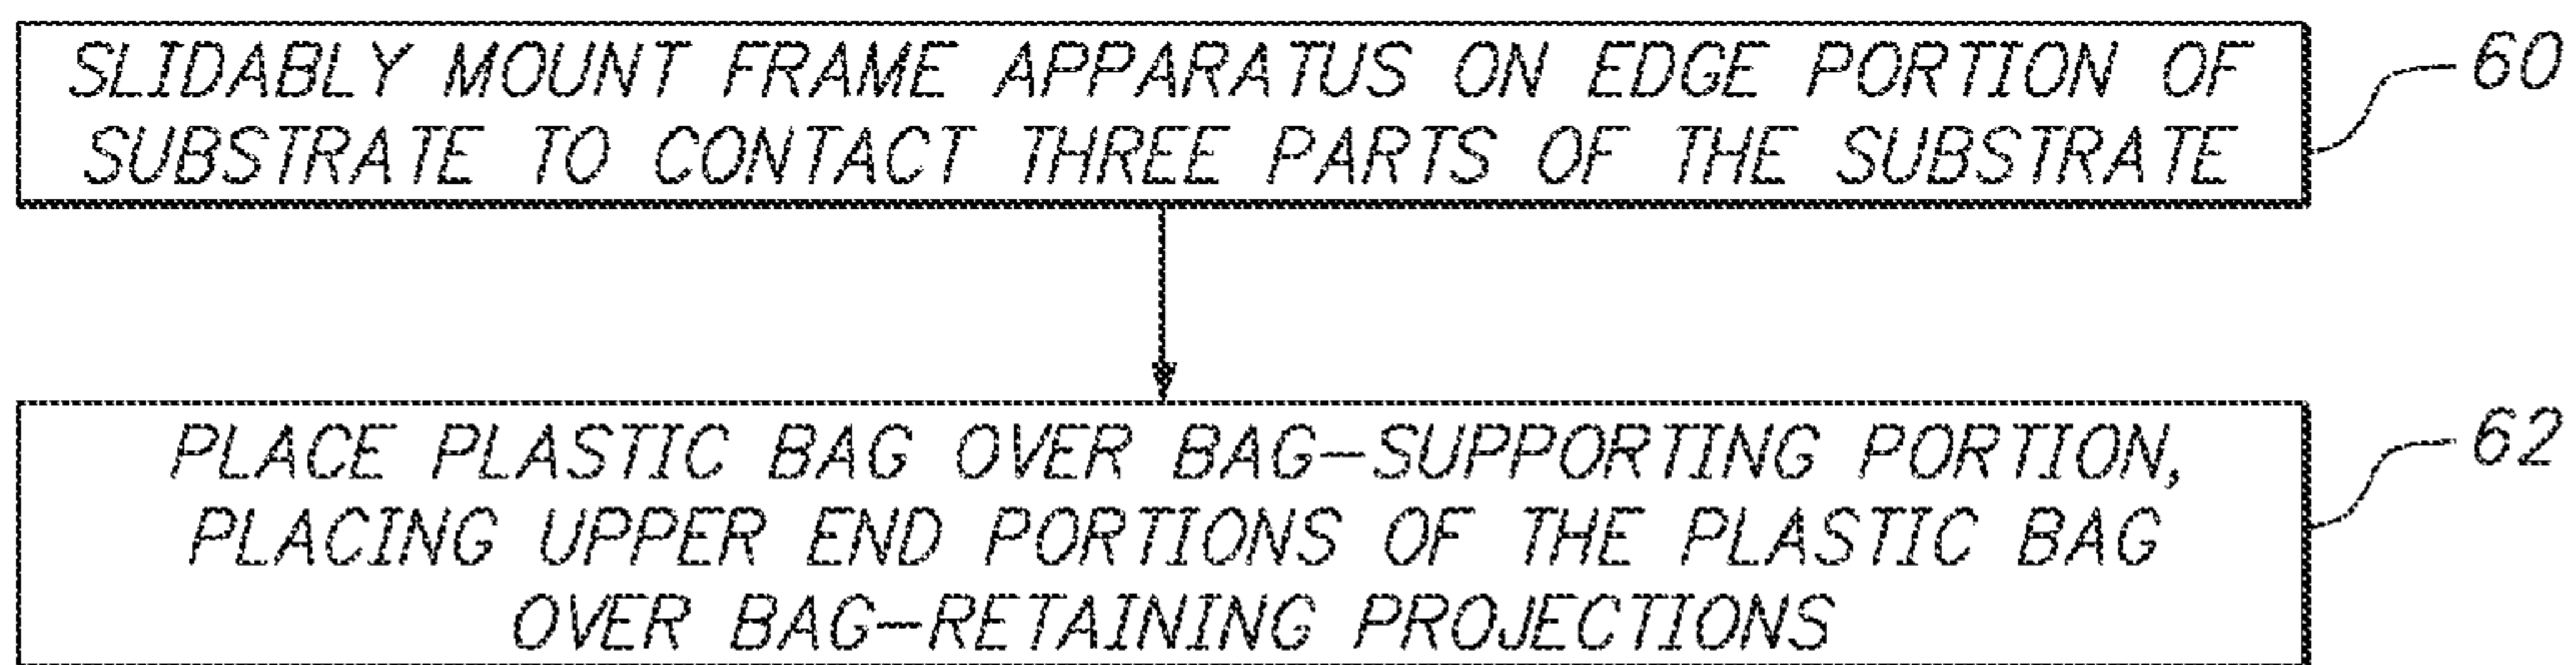 SLIDABLY MOUNT FRAME APPARATUS ON EDGE PORTION OF
SUBSTRATE TO CONTACT THREE PARTS OF THE SUBSTRATE
60
PLACE PLASTIC BAG OVER BAG-SUPPORTING PORTION,
PLACING UPPER END PORTIONS OF THE PLASTIC BAG
OVER BAG-RETAINING PROJECTIONS
62